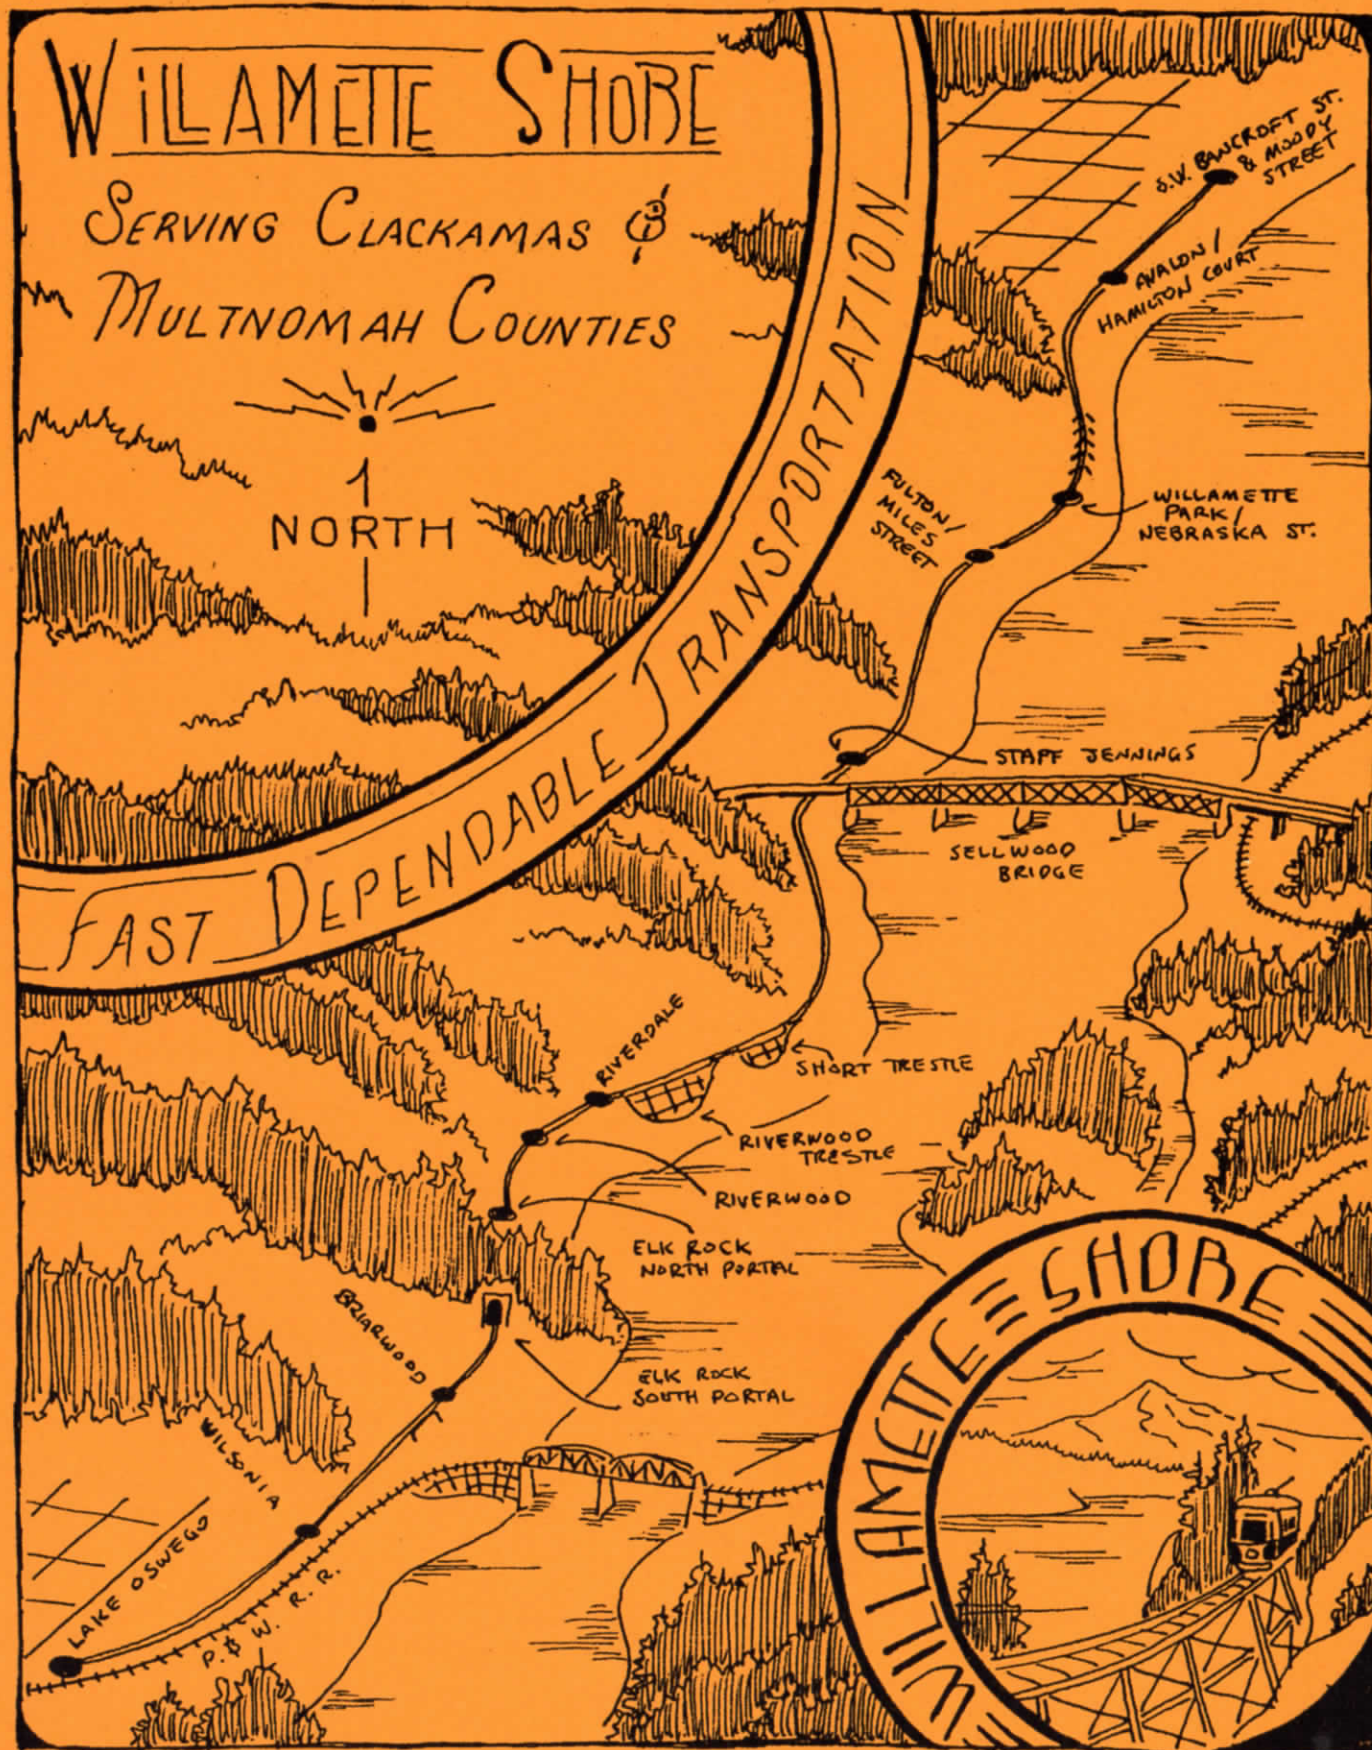 WILLAMETTE SHORE
SERVING CLACKAMAS &
MULTNOMAH COUNTIES
1
NORTH
FAST DEPENDABLE TRANSPORTATION
S.W. BANCROFT ST.
& MOODY
STREET
AVALON /
HAMILTON COURT
WILLAMETTE
PARK /
NEBRASKA ST.
FULTON /
MILES
STREET
STAFF JENNINGS
SELLWOOD
BRIDGE
SHORT TRESTLE
RIVERDALE
RIVERWOOD
TRESTLE
RIVERWOOD
ELK ROCK
NORTH PORTAL
ELK ROCK
SOUTH PORTAL
BRIARWOOD
WILSONIA
LAKE OSWEGO
P. & W. R. R.
WILLAMETTE SHORE